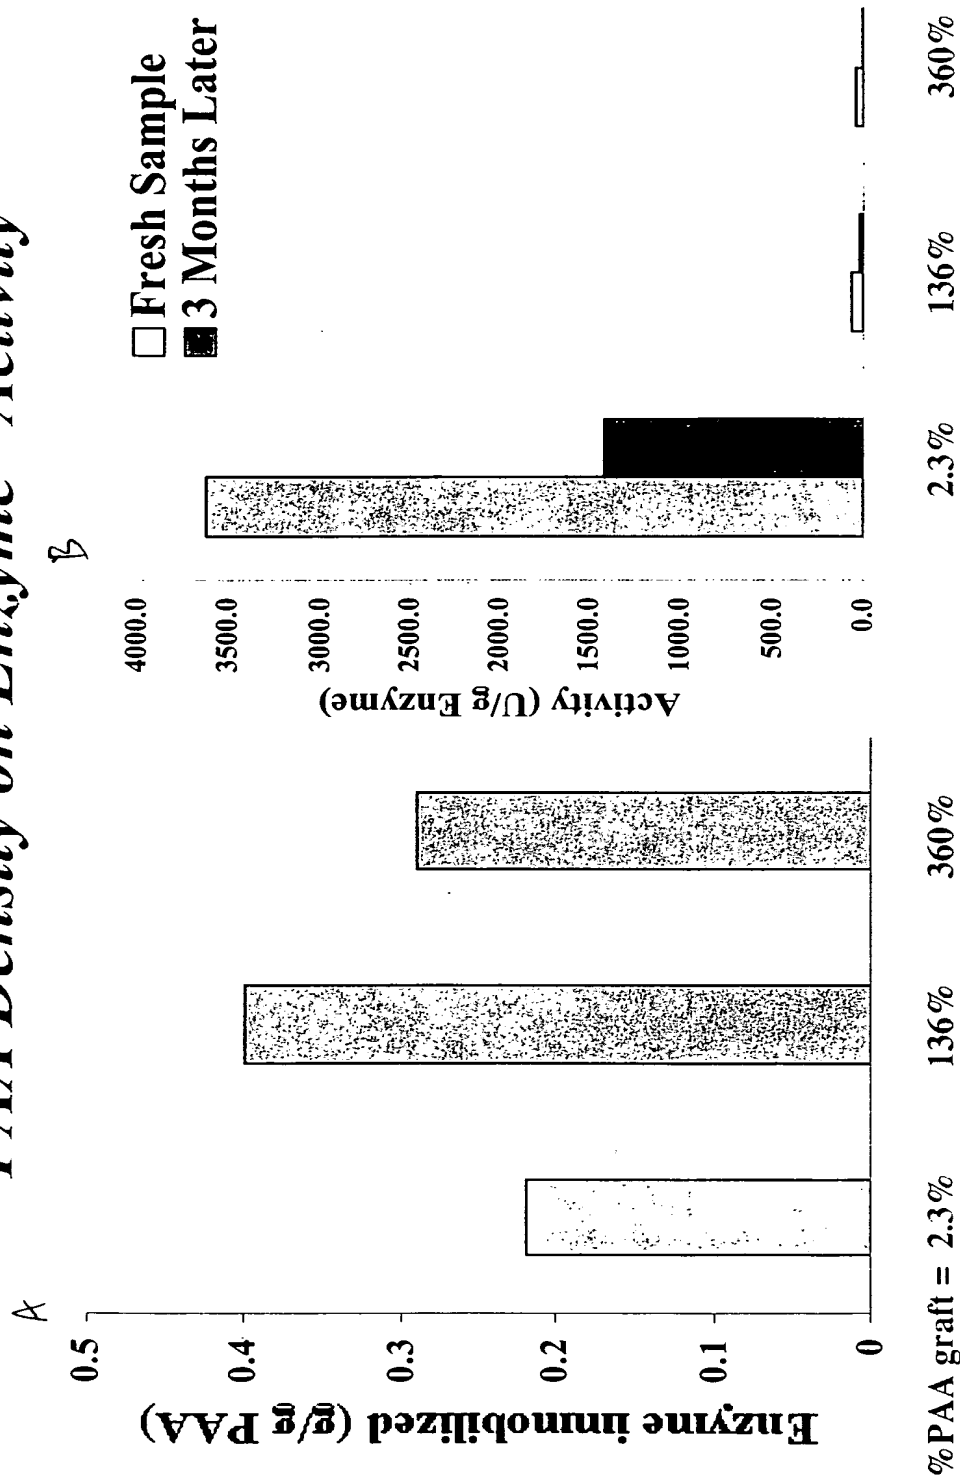 PAA Density on Enzyme Activity
A
B
Enzyme immobilized (g/g PAA)
0.5
0.4
0.3
0.2
0.1
0
%PAA graft = 2.3% 136% 360%
Activity (U/g Enzyme)
4000.0
3500.0
3000.0
2500.0
2000.0
1500.0
1000.0
500.0
0.0
Fresh Sample
3 Months Later
2.3% 136% 360%